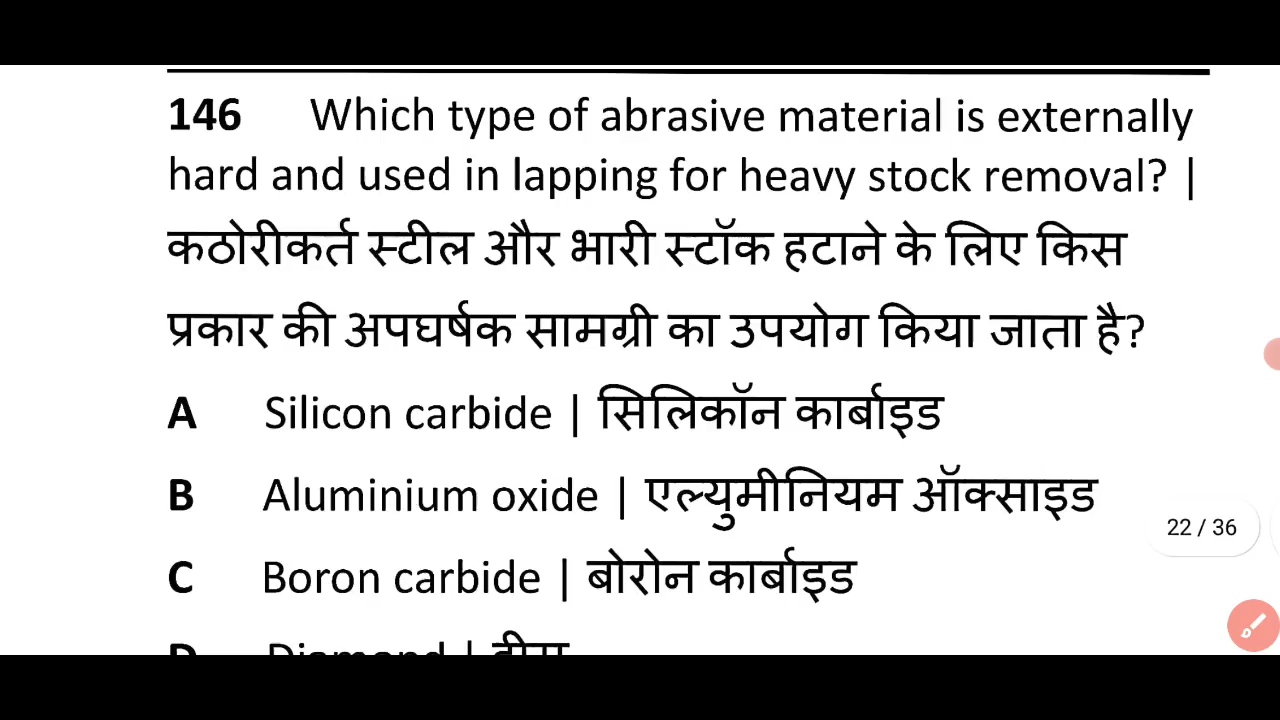 146 Which type of abrasive material is externally
hard and used in lapping for heavy stock removal? |
कठोरीकर्त स्टील और भारी स्टॉक हटाने के लिए किस
प्रकार की अपघर्षक सामग्री का उपयोग किया जाता है?
A Silicon carbide | सिलिकॉन कार्बाइड
B Aluminium oxide | एल्युमीनियम ऑक्साइड
22 / 36
C Boron carbide | बोरोन कार्बाइड
D Diamond |